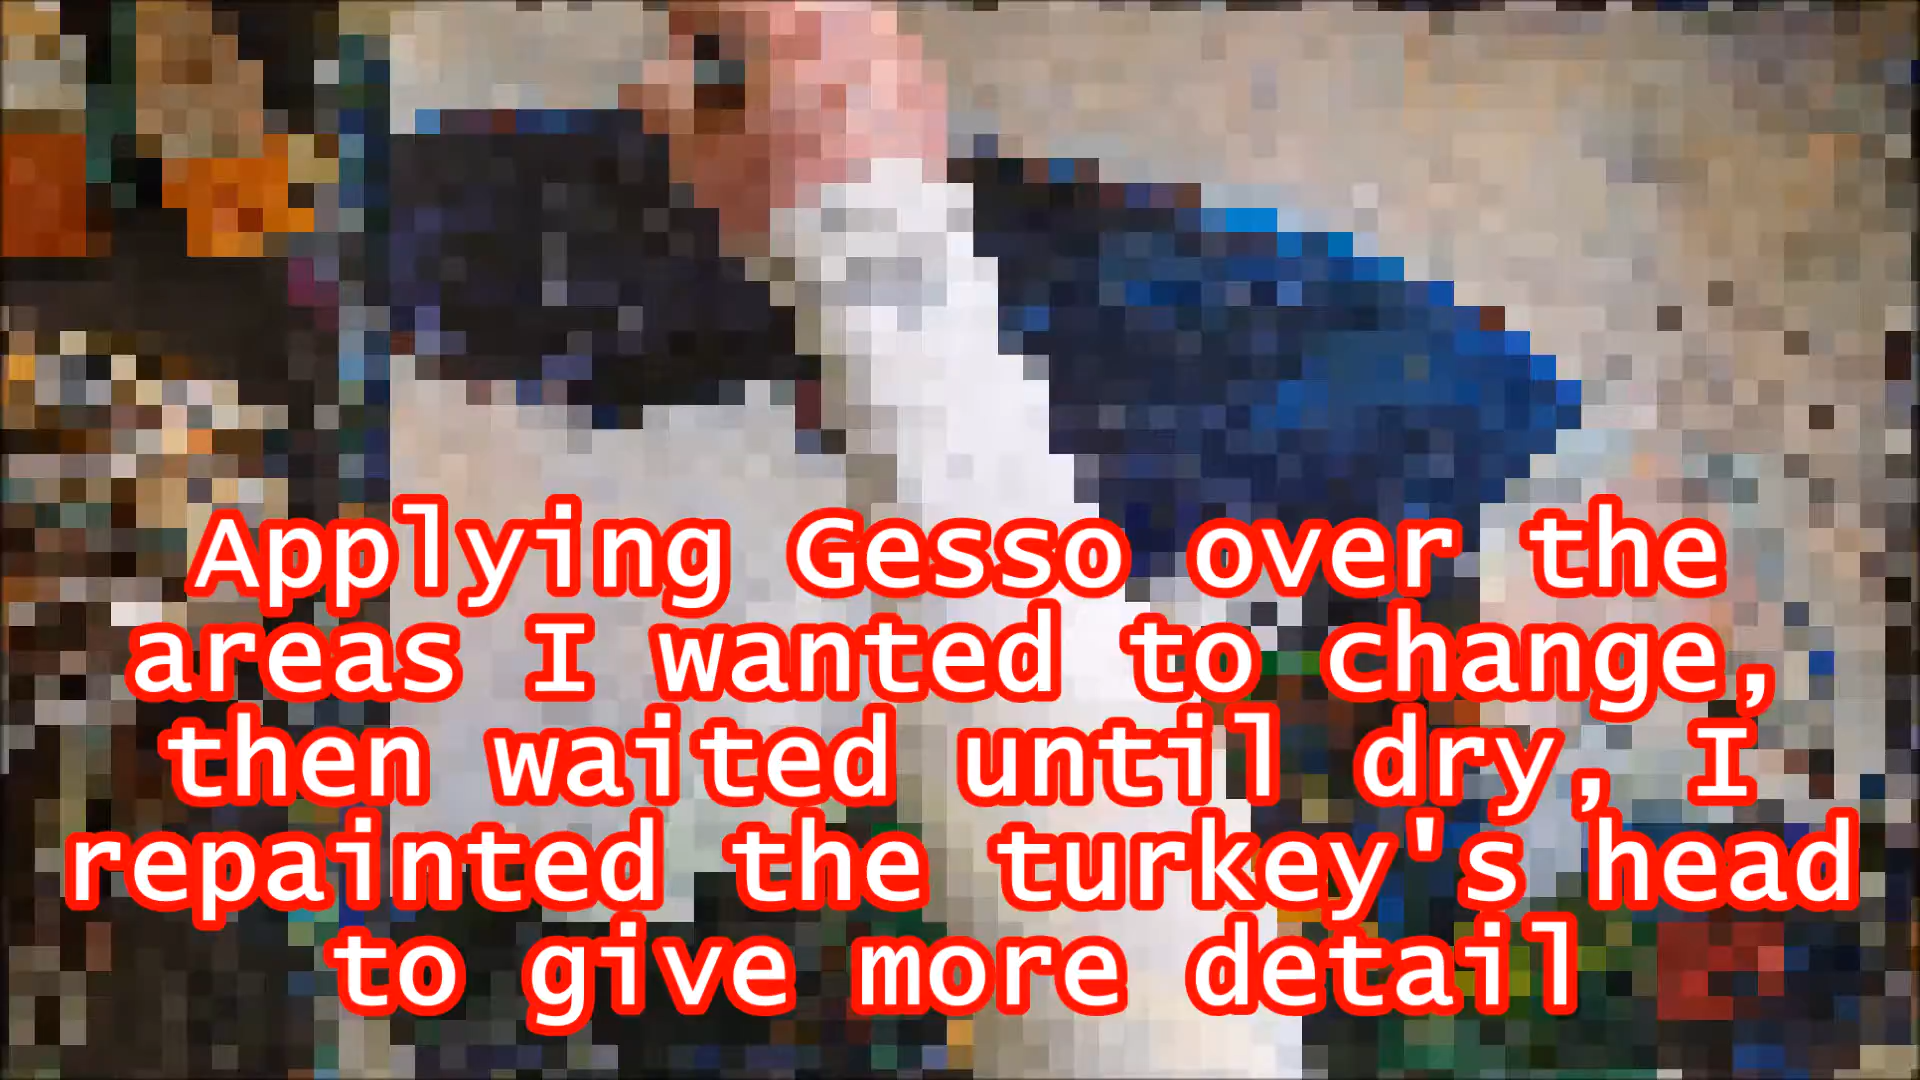 Applying Gesso over the
areas I wanted to change,
then waited until dry, I
repainted the turkey's head
to give more detail